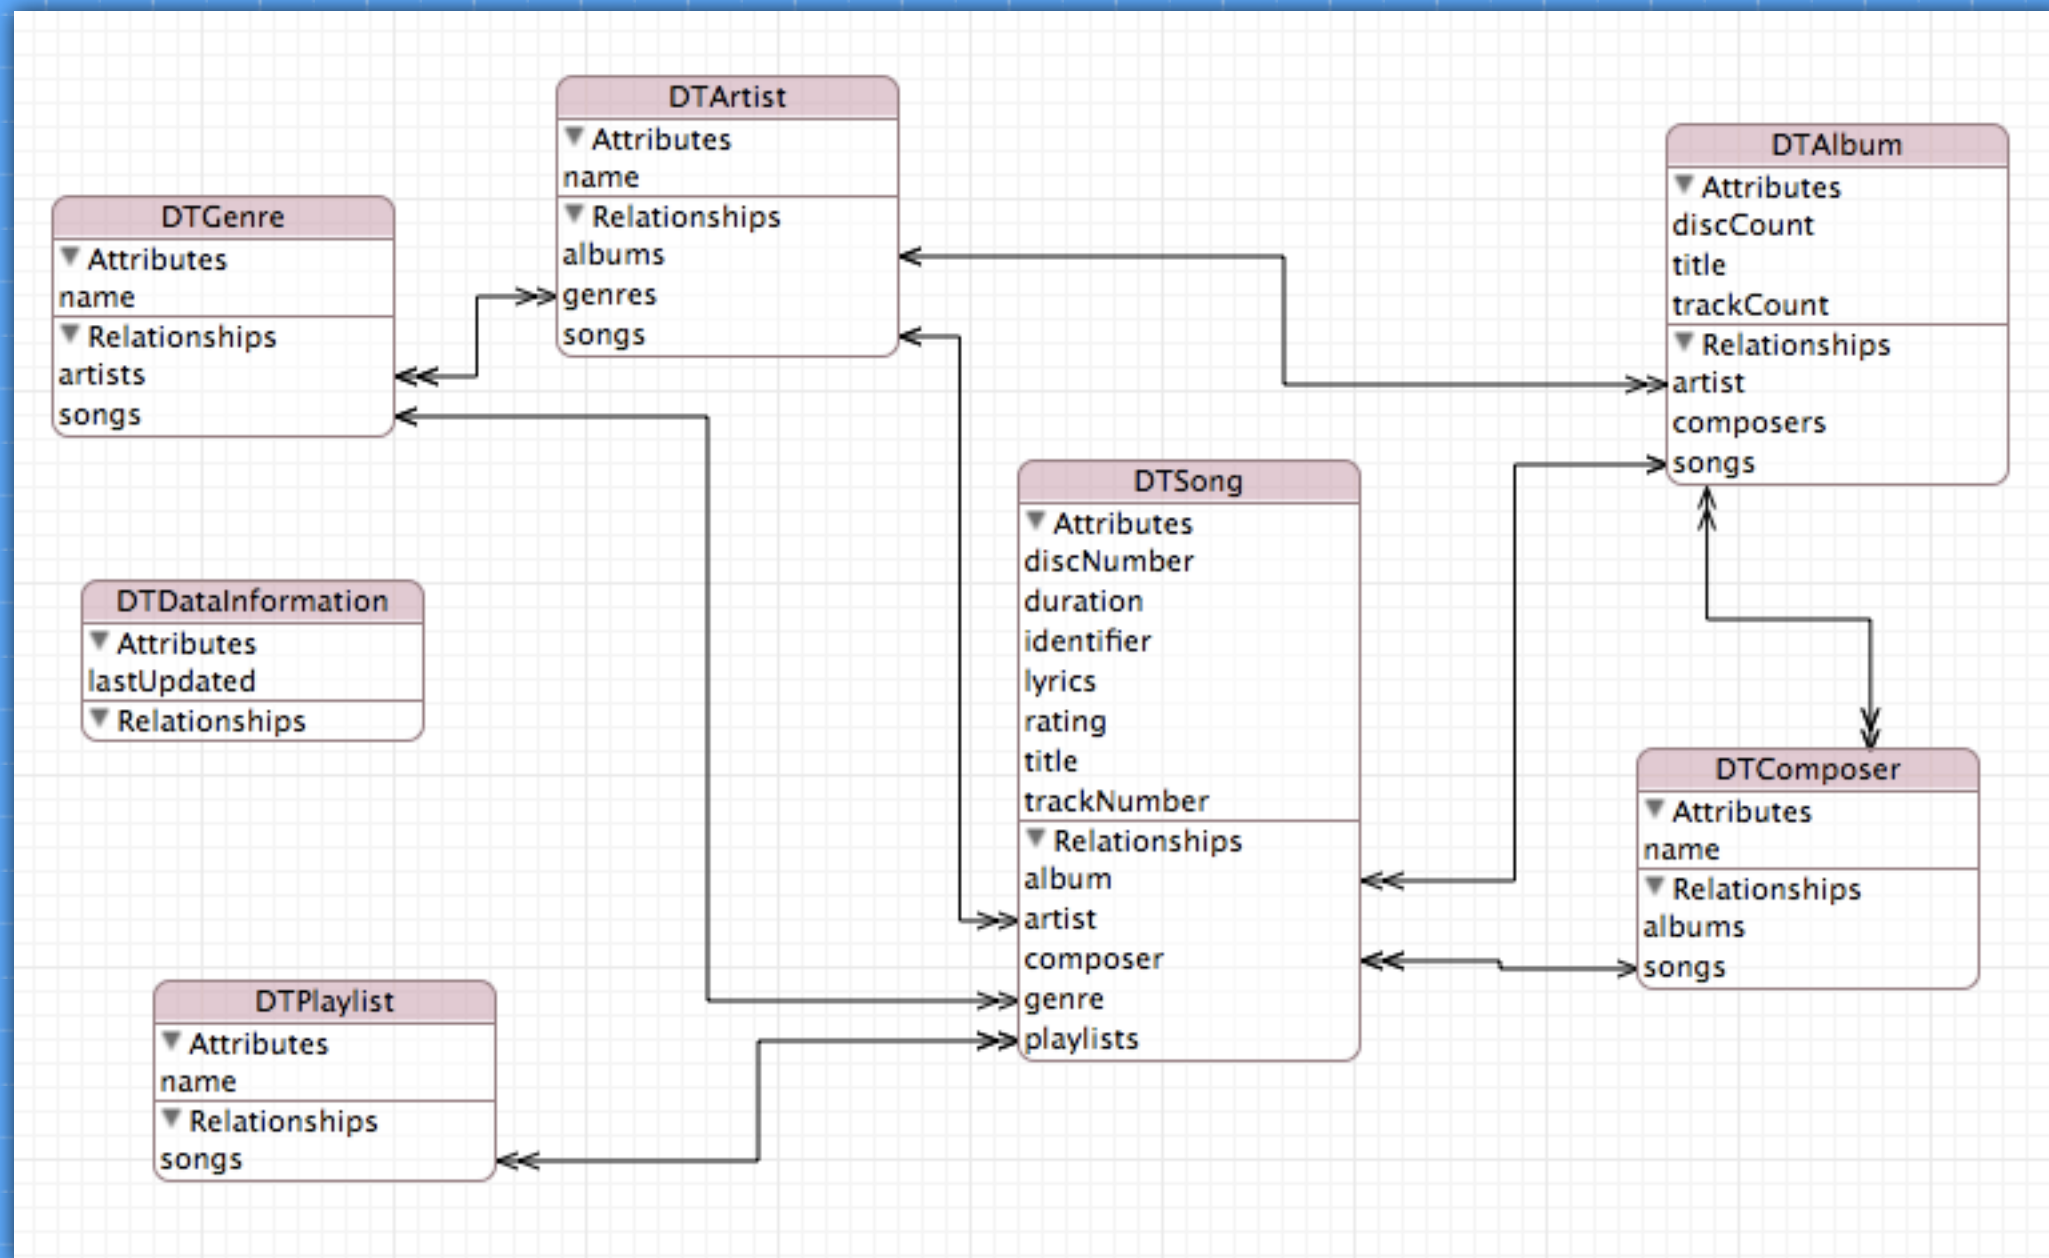 DTArtist
▼ Attributes
name
▼ Relationships
albums
genres
songs
DTAlbum
▼ Attributes
discCount
title
trackCount
▼ Relationships
artist
composers
songs
DTGenre
▼ Attributes
name
▼ Relationships
artists
songs
DTSong
▼ Attributes
discNumber
duration
identifier
lyrics
rating
title
trackNumber
▼ Relationships
album
artist
composer
genre
playlists
DTDataInformation
▼ Attributes
lastUpdated
▼ Relationships
DTComposer
▼ Attributes
name
▼ Relationships
albums
songs
DTPlaylist
▼ Attributes
name
▼ Relationships
songs